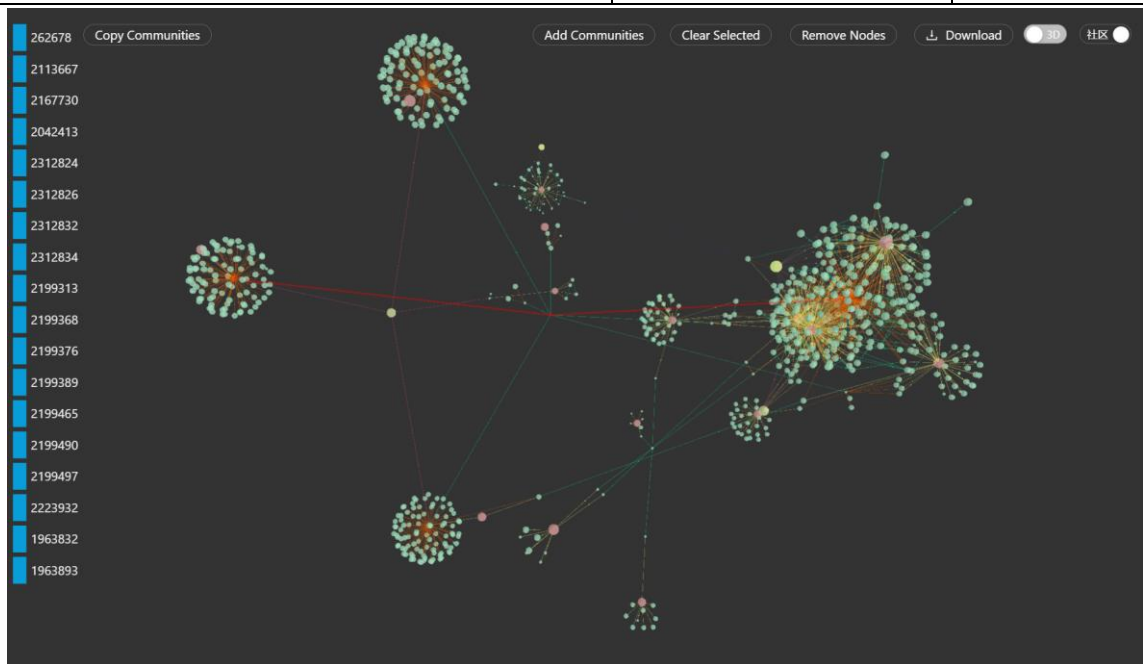 262678
Copy Communities
Add Communities
Clear Selected
Remove Nodes
Download
3D
社区
2113667
2167730
2042413
2312824
2312826
2312832
2312834
2199313
2199368
2199376
2199389
2199465
2199490
2199497
2223932
1963832
1963893